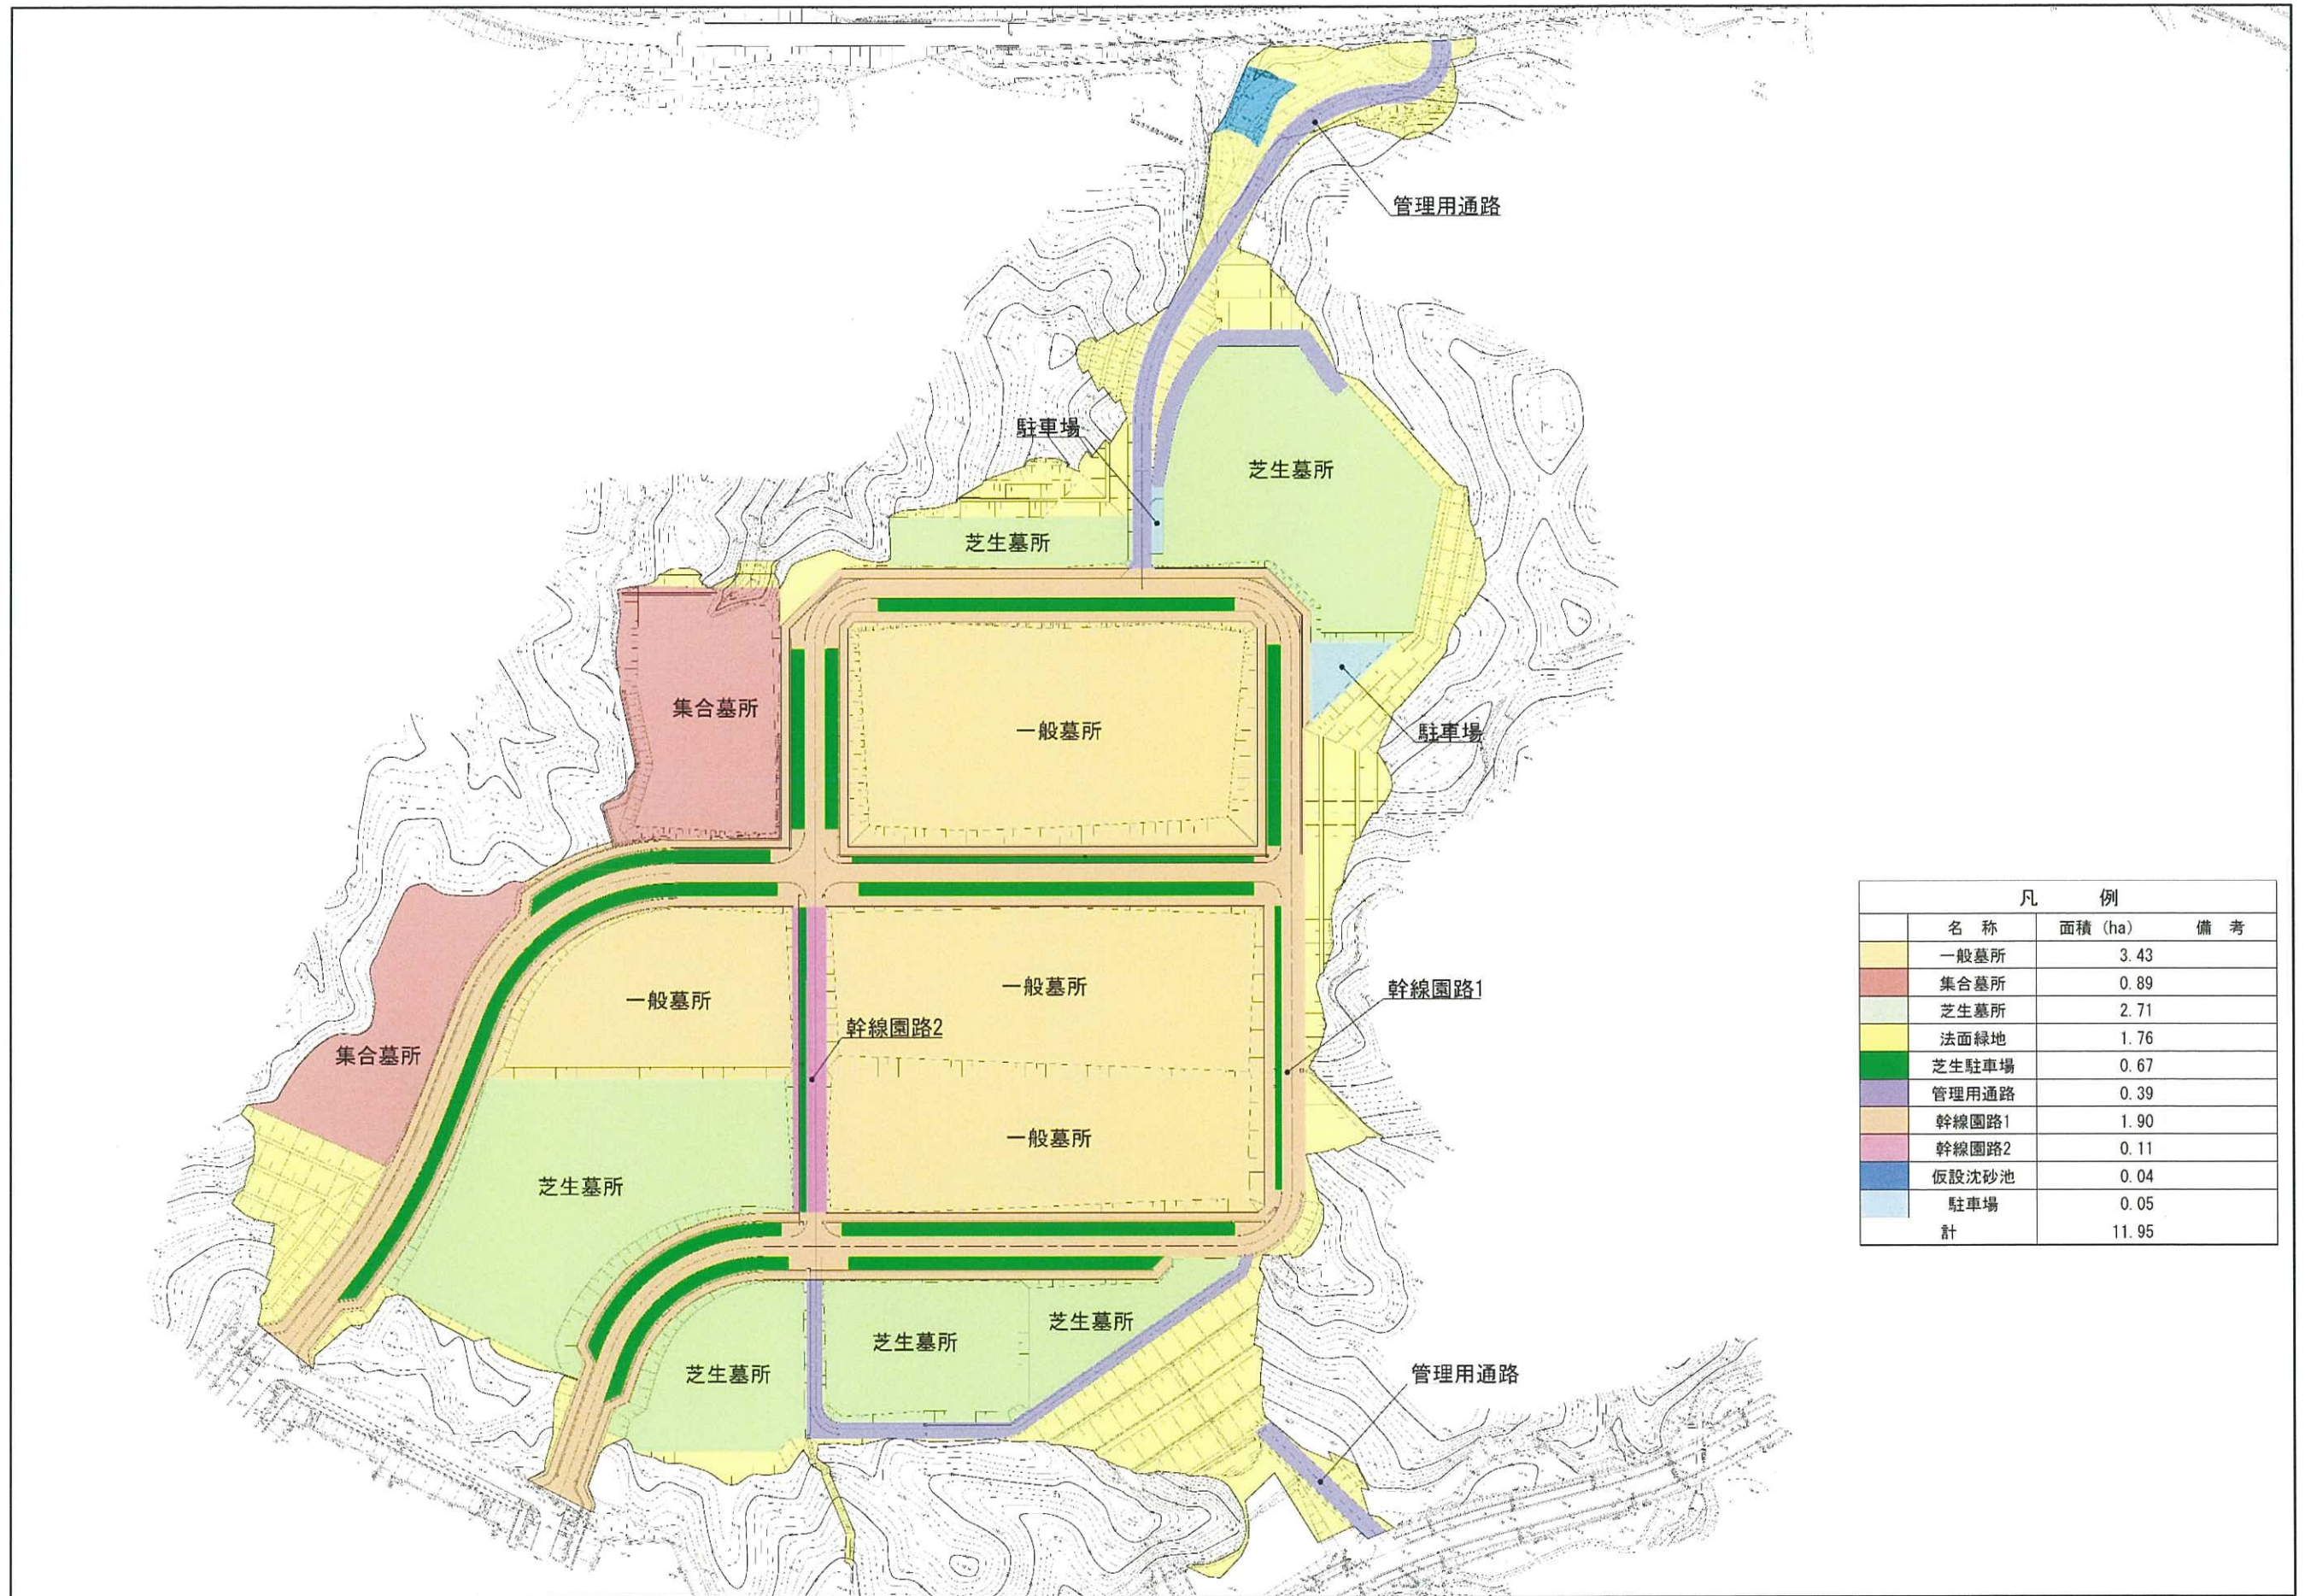 管理用通路
駐車場
芝生墓所
芝生墓所
集合墓所
一般墓所
駐車場
一般墓所
一般墓所
幹線園路1
幹線園路2
集合墓所
一般墓所
芝生墓所
芝生墓所
芝生墓所
芝生墓所
管理用通路
凡 例
名 称 面積 (ha) 備 考
一般墓所 3.43
集合墓所 0.89
芝生墓所 2.71
法面緑地 1.76
芝生駐車場 0.67
管理用通路 0.39
幹線園路1 1.90
幹線園路2 0.11
仮設沈砂池 0.04
駐車場 0.05
計 11.95